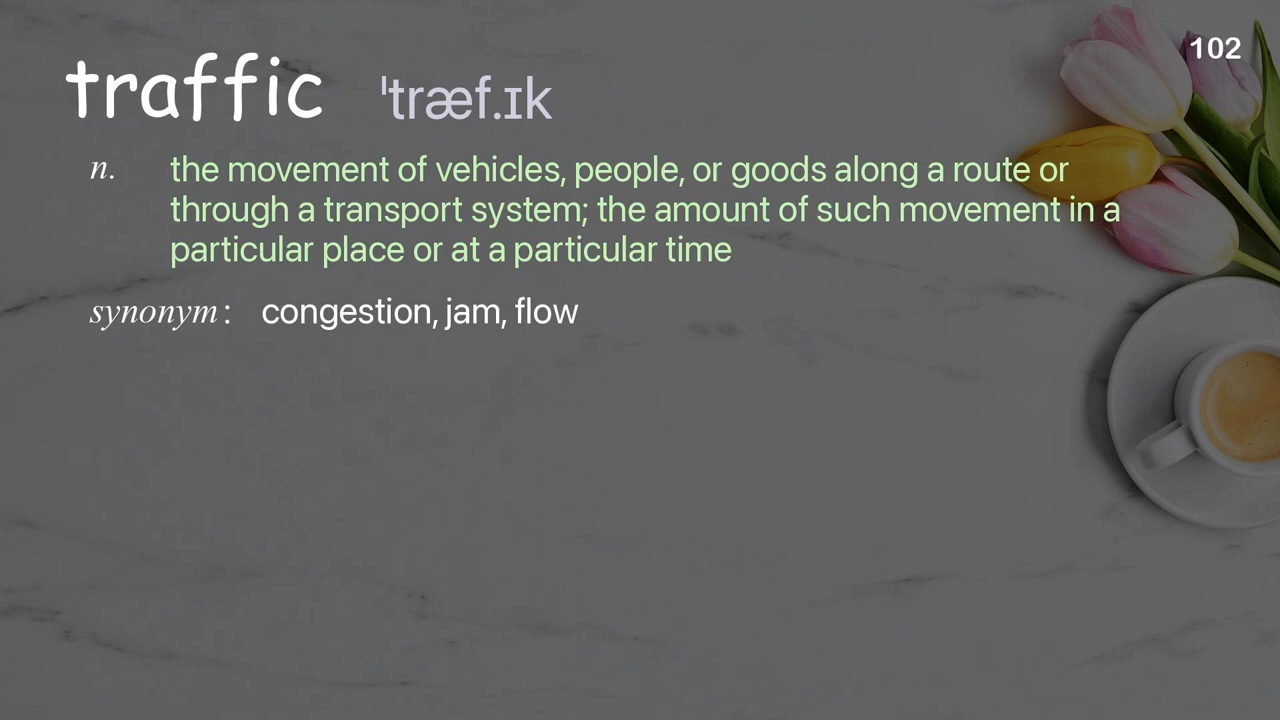 102
traffic ˈtræf.ɪk
n. the movement of vehicles, people, or goods along a route or
through a transport system; the amount of such movement in a
particular place or at a particular time
synonym: congestion, jam, flow